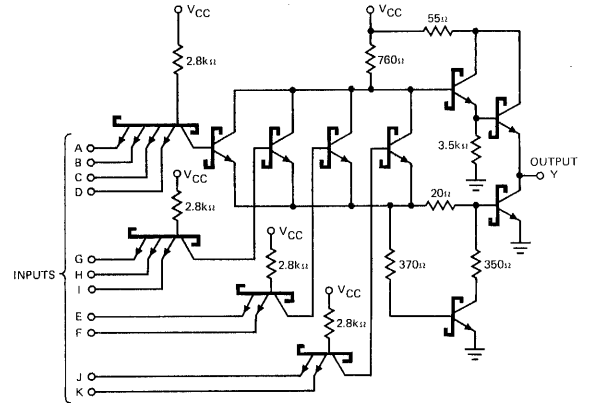 VCC
VCC
55Ω
2.8kΩ
760Ω
A
B
C
D
3.5kΩ
VCC
OUTPUT
Y
2.8kΩ
20Ω
VCC
G
H
I
INPUTS
2.8kΩ
370Ω
350Ω
VCC
E
F
2.8kΩ
J
K